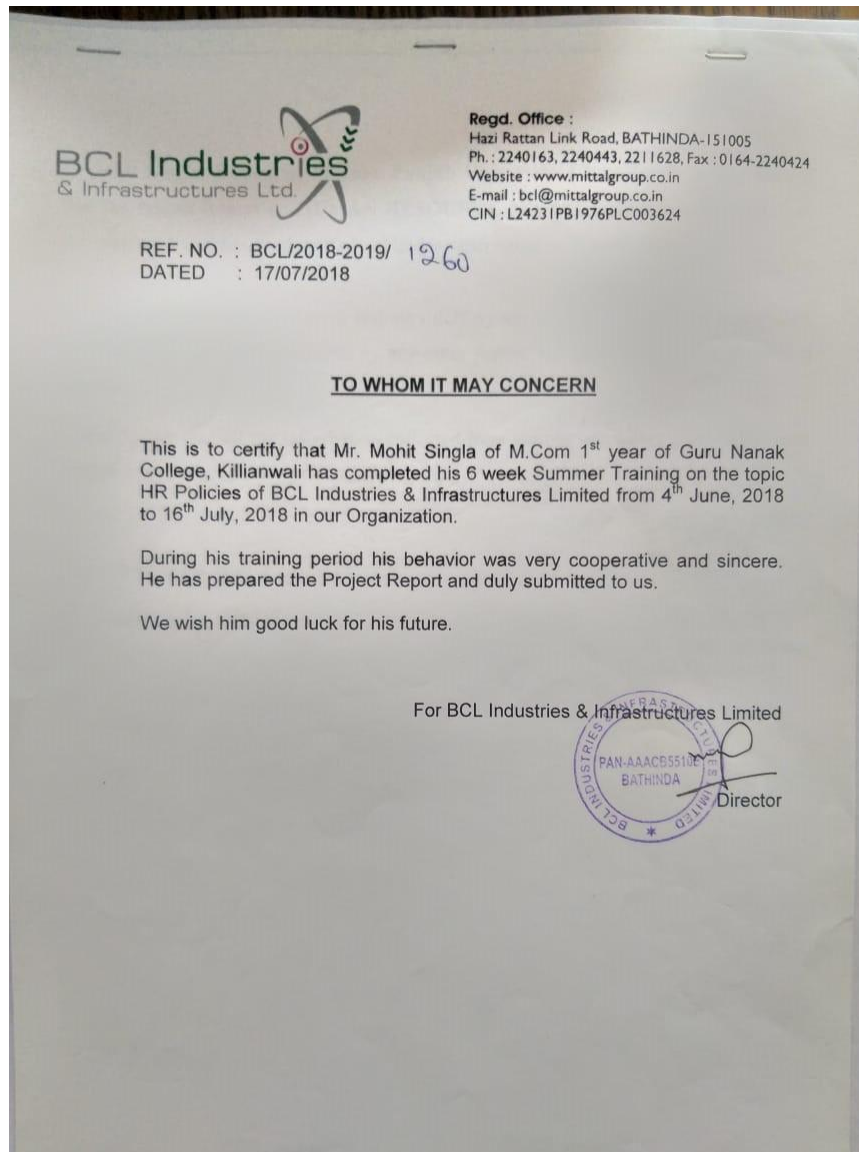 BCL Industries
& Infrastructures Ltd.
Regd. Office :
Hazi Rattan Link Road, BATHINDA-151005
Ph. : 2240163, 2240443, 2211628, Fax : 0164-2240424
Website : www.mittalgroup.co.in
E-mail : bcl@mittalgroup.co.in
CIN : L24231PB1976PLC003624
REF. NO. : BCL/2018-2019/ 1260
DATED : 17/07/2018
TO WHOM IT MAY CONCERN
This is to certify that Mr. Mohit Singla of M.Com 1st year of Guru Nanak
College, Killianwali has completed his 6 week Summer Training on the topic
HR Policies of BCL Industries & Infrastructures Limited from 4th June, 2018
to 16th July, 2018 in our Organization.
During his training period his behavior was very cooperative and sincere.
He has prepared the Project Report and duly submitted to us.
We wish him good luck for his future.
For BCL Industries & Infrastructures Limited
BCL INDUSTRIES & INFRASTRUCTURES LIMITED
PAN-AAACB5510E
BATHINDA
Director